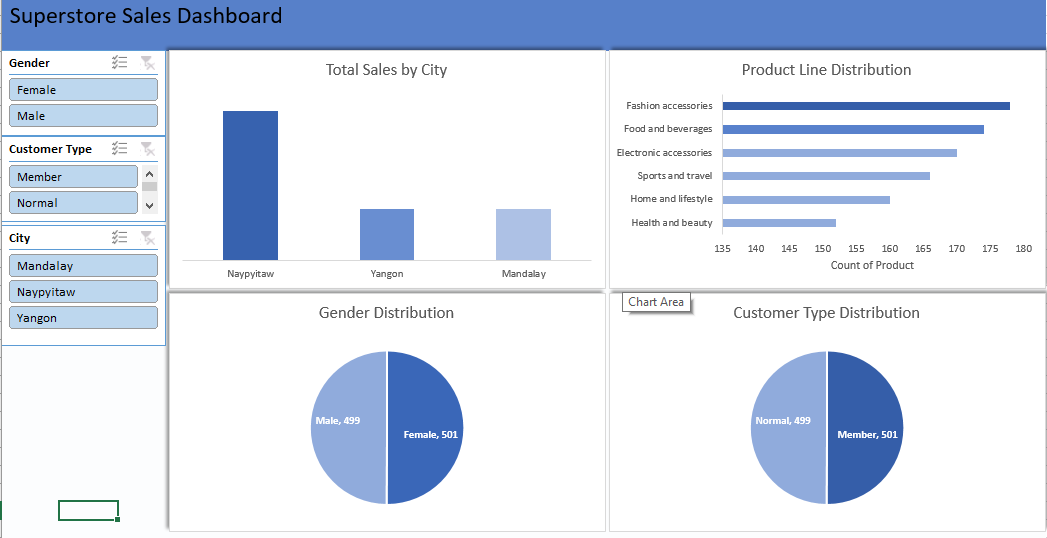 Superstore Sales Dashboard
Gender
Female
Male
Customer Type
Member
Normal
City
Mandalay
Naypyitaw
Yangon
Total Sales by City
Naypyitaw
Yangon
Mandalay
Product Line Distribution
Fashion accessories
Food and beverages
Electronic accessories
Sports and travel
Home and lifestyle
Health and beauty
135 140 145 150 155 160 165 170 175 180
Count of Product
Chart Area
Gender Distribution
Male, 499
Female, 501
Customer Type Distribution
Normal, 499
Member, 501